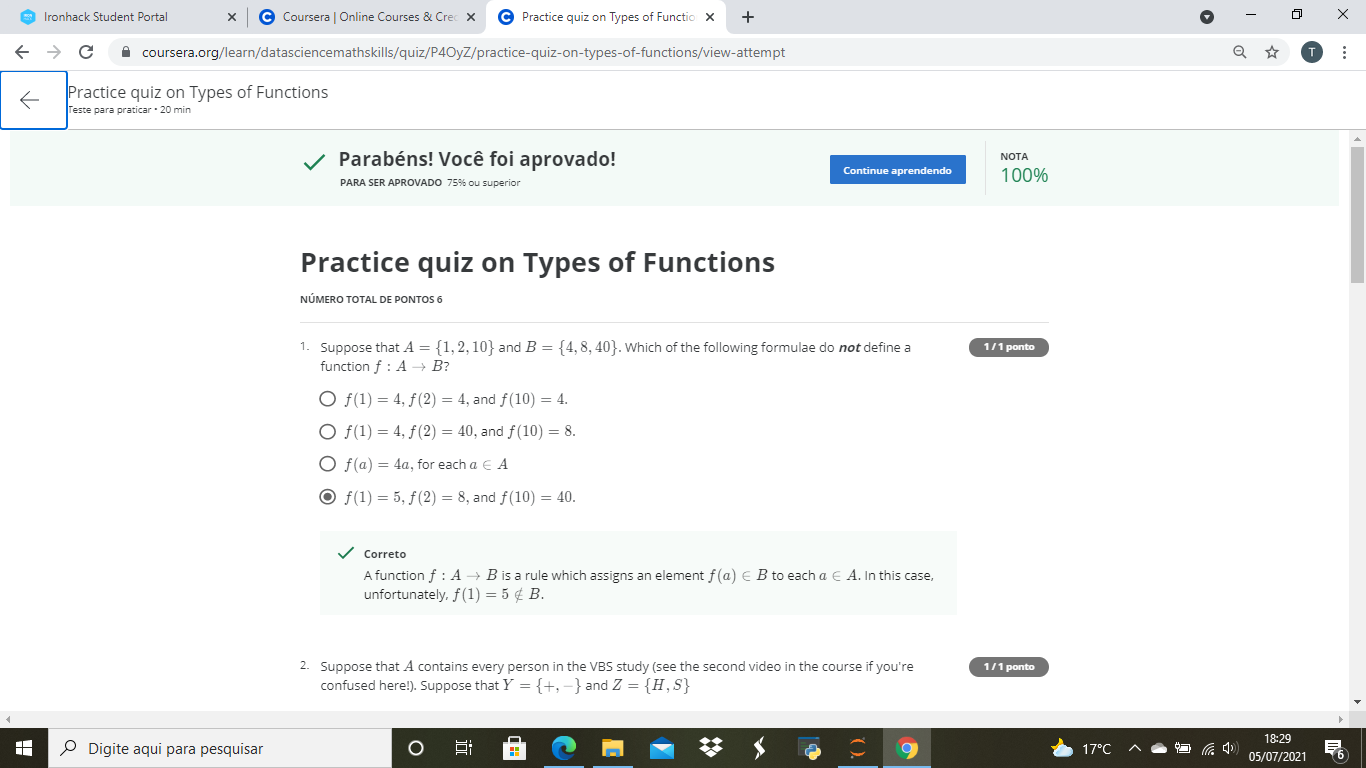 Ironhack Student Portal
Coursera | Online Courses & Cred
Practice quiz on Types of Functio
coursera.org/learn/datasciencemathskills/quiz/P4OyZ/practice-quiz-on-types-of-functions/view-attempt
T
Practice quiz on Types of Functions
Teste para praticar • 20 min
Parabéns! Você foi aprovado!
PARA SER APROVADO 75% ou superior
Continue aprendendo
NOTA
100%
Practice quiz on Types of Functions
NÚMERO TOTAL DE PONTOS 6
1. Suppose that A = {1, 2, 10} and B = {4, 8, 40}. Which of the following formulae do not define a
function f : A → B?
1 / 1 ponto
f(1) = 4, f(2) = 4, and f(10) = 4.
f(1) = 4, f(2) = 40, and f(10) = 8.
f(a) = 4a, for each a ∈ A
f(1) = 5, f(2) = 8, and f(10) = 40.
Correto
A function f : A → B is a rule which assigns an element f(a) ∈ B to each a ∈ A. In this case,
unfortunately, f(1) = 5 ∉ B.
2. Suppose that A contains every person in the VBS study (see the second video in the course if you're
confused here!). Suppose that Y = {+, −} and Z = {H, S}
1 / 1 ponto
Digite aqui para pesquisar
17°C
18:29
05/07/2021
6